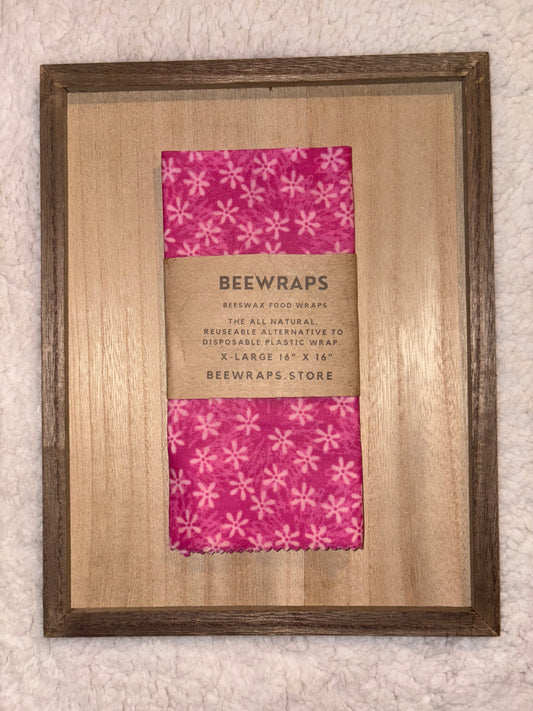 BEEWRAPS
BEESWAX FOOD WRAPS
THE ALL NATURAL,
REUSEABLE ALTERNATIVE TO
DISPOSABLE PLASTIC WRAP.
X-LARGE 16" X 16"
BEEWRAPS.STORE